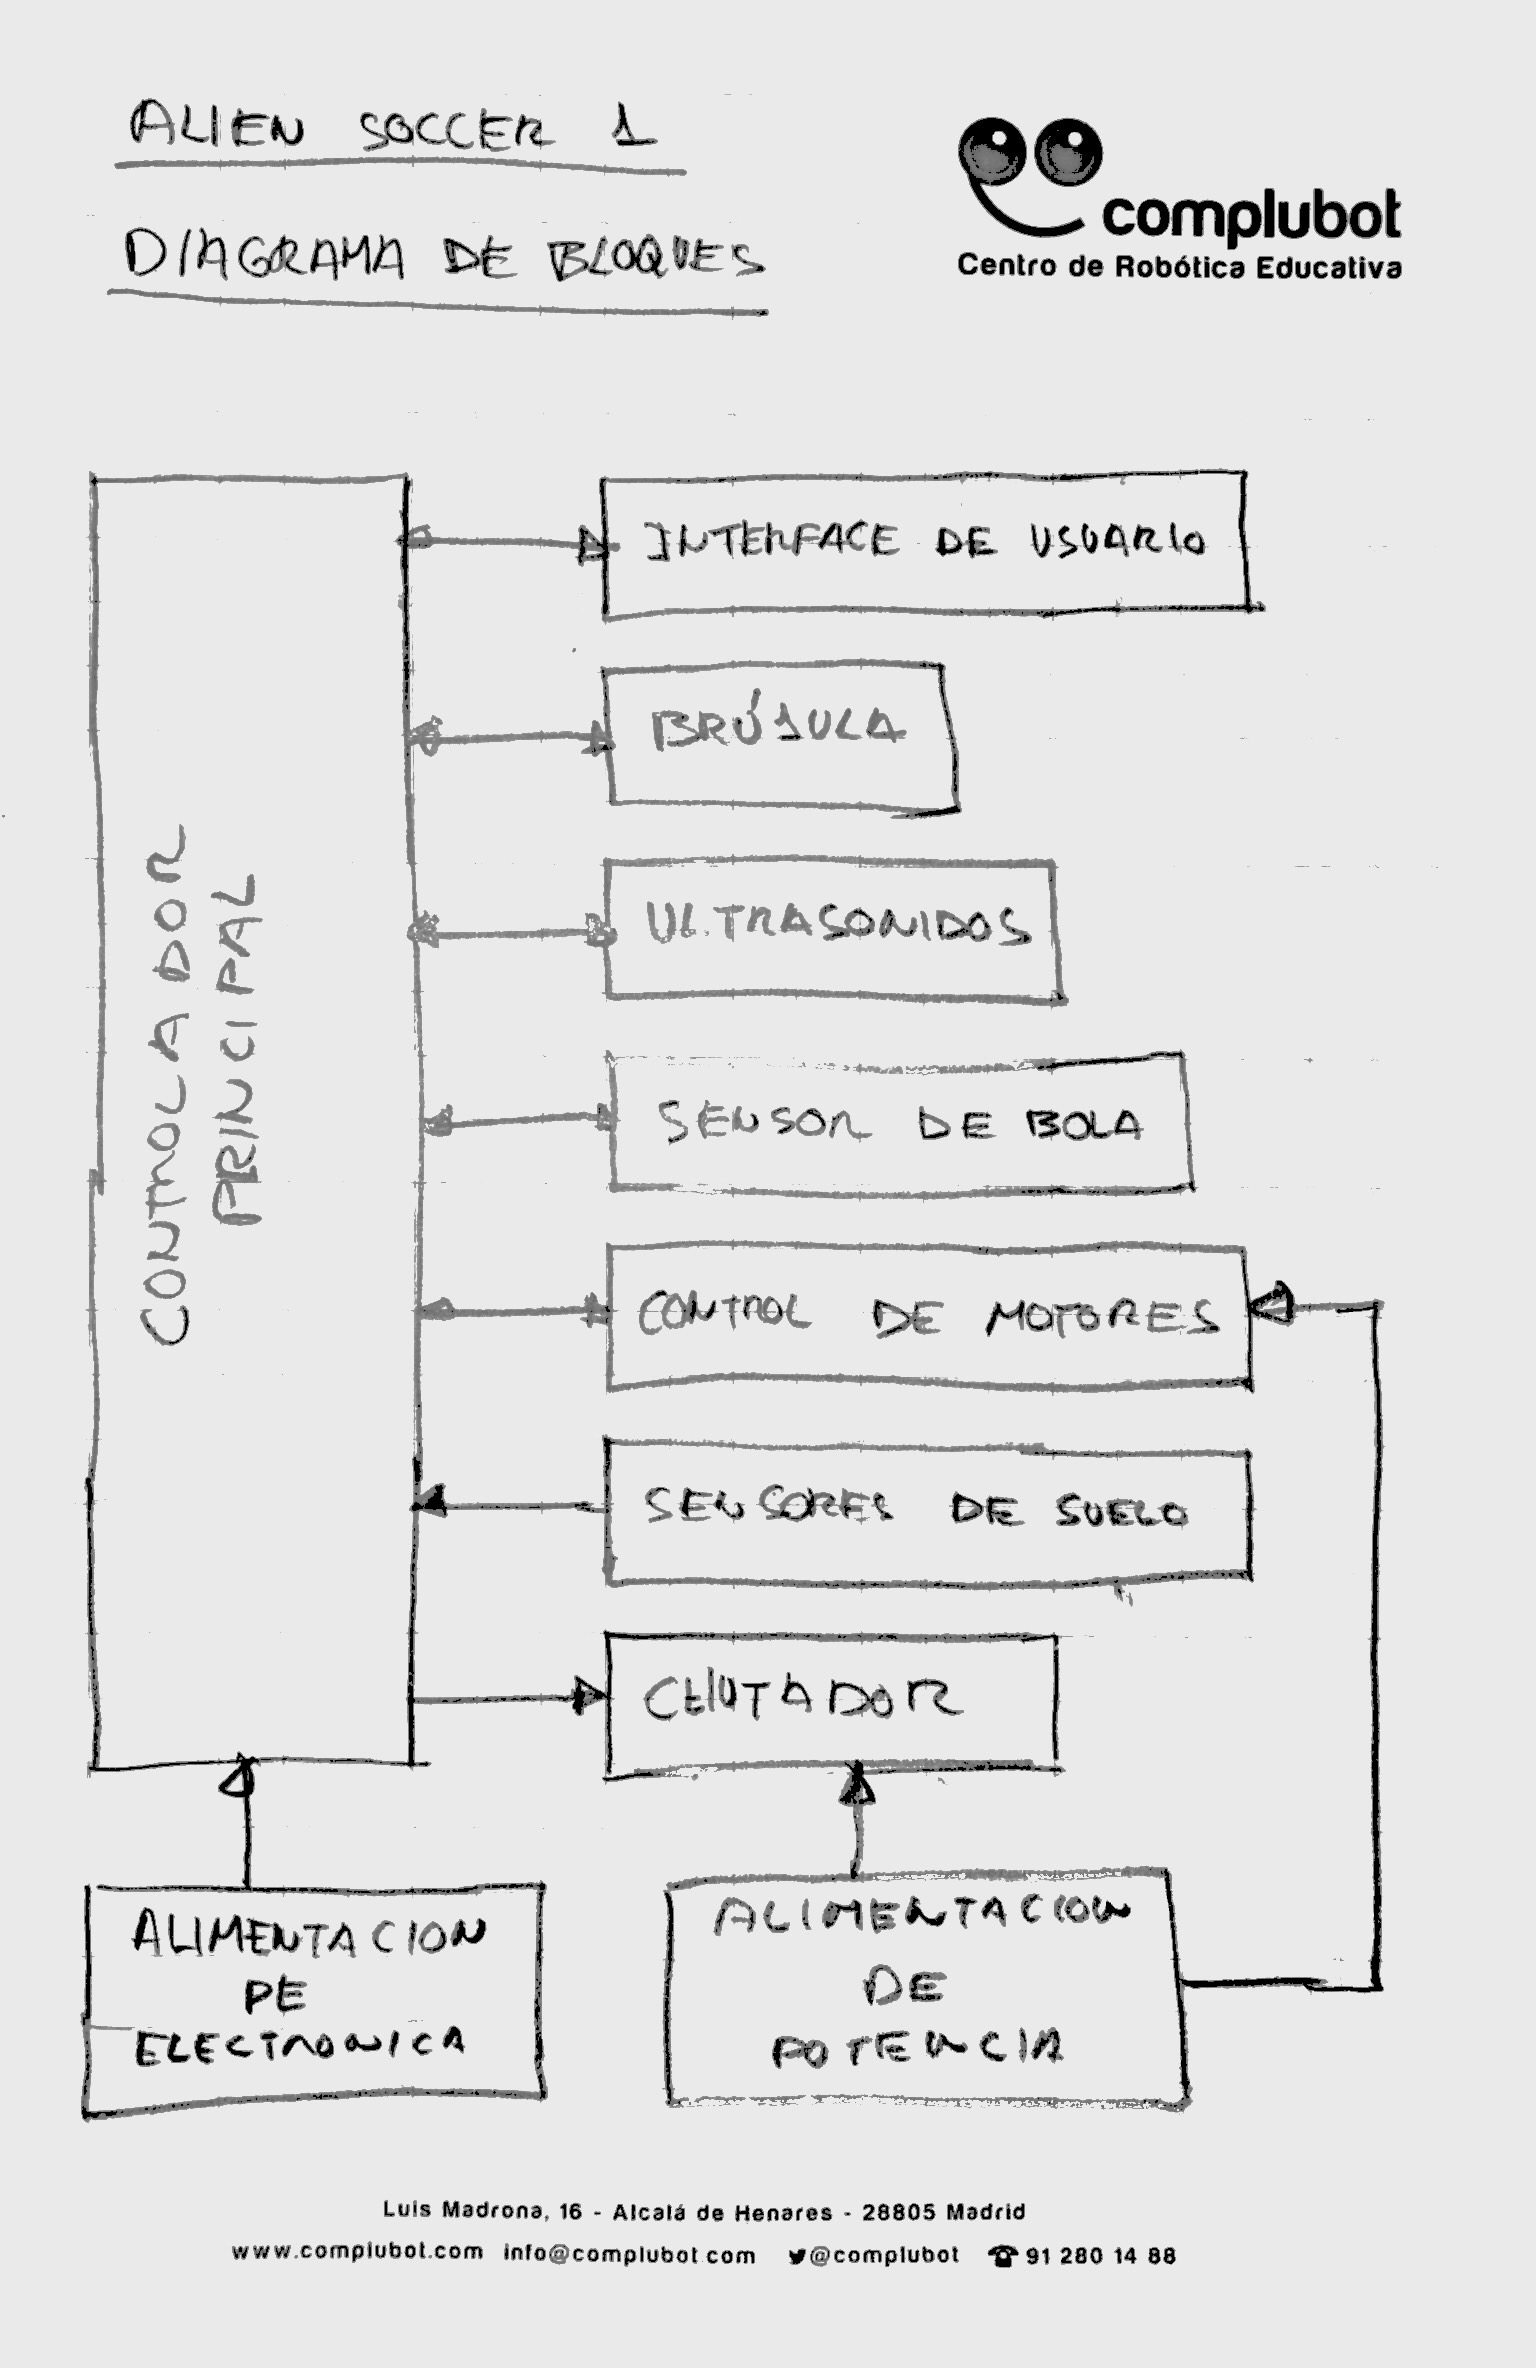 ALIEN SOCCER 1
DIAGRAMA DE BLOQUES
complubot
Centro de Robótica Educativa
CONTROLADOR
PRINCIPAL
INTERFACE DE USUARIO
BRÚJULA
ULTRASONIDOS
SENSOR DE BOLA
CONTROL DE MOTORES
SENSORES DE SUELO
CHUTADOR
ALIMENTACION
DE
ELECTRONICA
ALIMENTACION
DE
POTENCIA
Luis Madrona, 16 - Alcalá de Henares - 28805 Madrid
www.complubot.com info@complubot.com @complubot 91 280 14 88